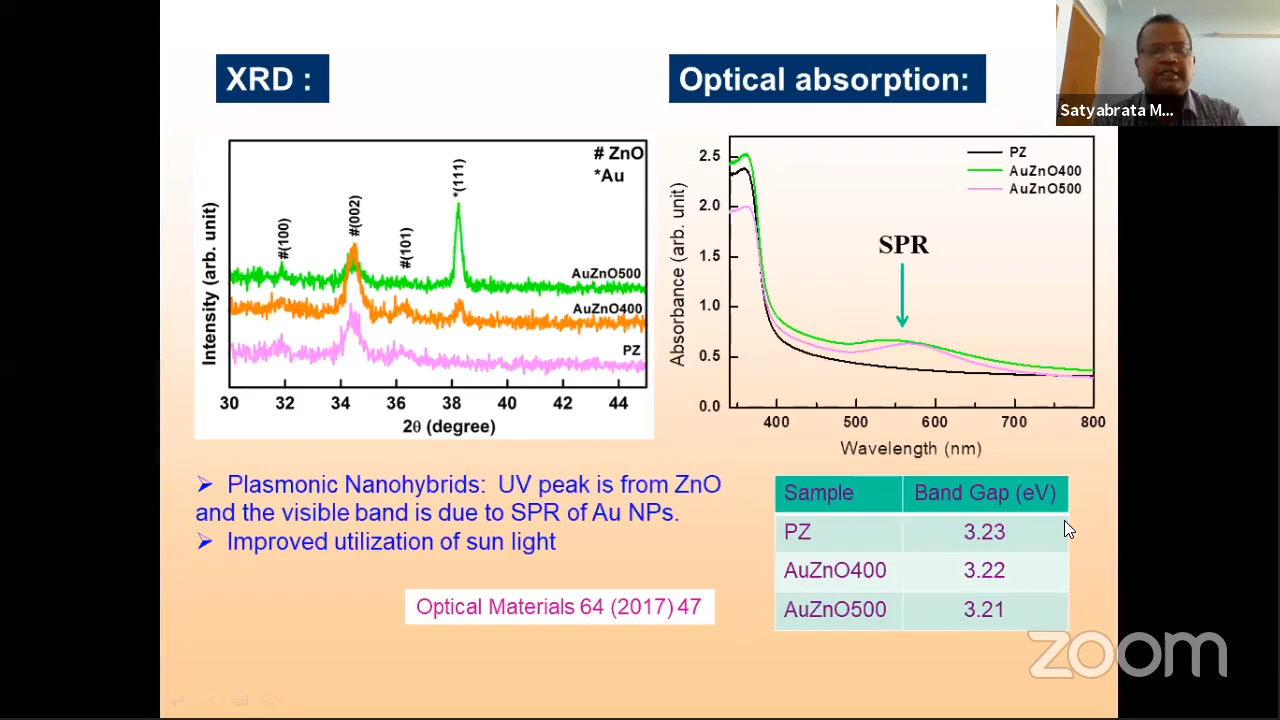 XRD :
Optical absorption:
Satyabrata M...
# ZnO
*Au
#(100)
#(002)
#(101)
*(111)
AuZnO500
AuZnO400
PZ
Intensity (arb. unit)
30 32 34 36 38 40 42 44
2θ (degree)
PZ
AuZnO400
AuZnO500
SPR
2.5
2.0
1.5
1.0
0.5
0.0
Absorbance (arb. unit)
400 500 600 700 800
Wavelength (nm)
➢ Plasmonic Nanohybrids: UV peak is from ZnO
and the visible band is due to SPR of Au NPs.
➢ Improved utilization of sun light
Optical Materials 64 (2017) 47
Sample Band Gap (eV)
PZ 3.23
AuZnO400 3.22
AuZnO500 3.21
zoom